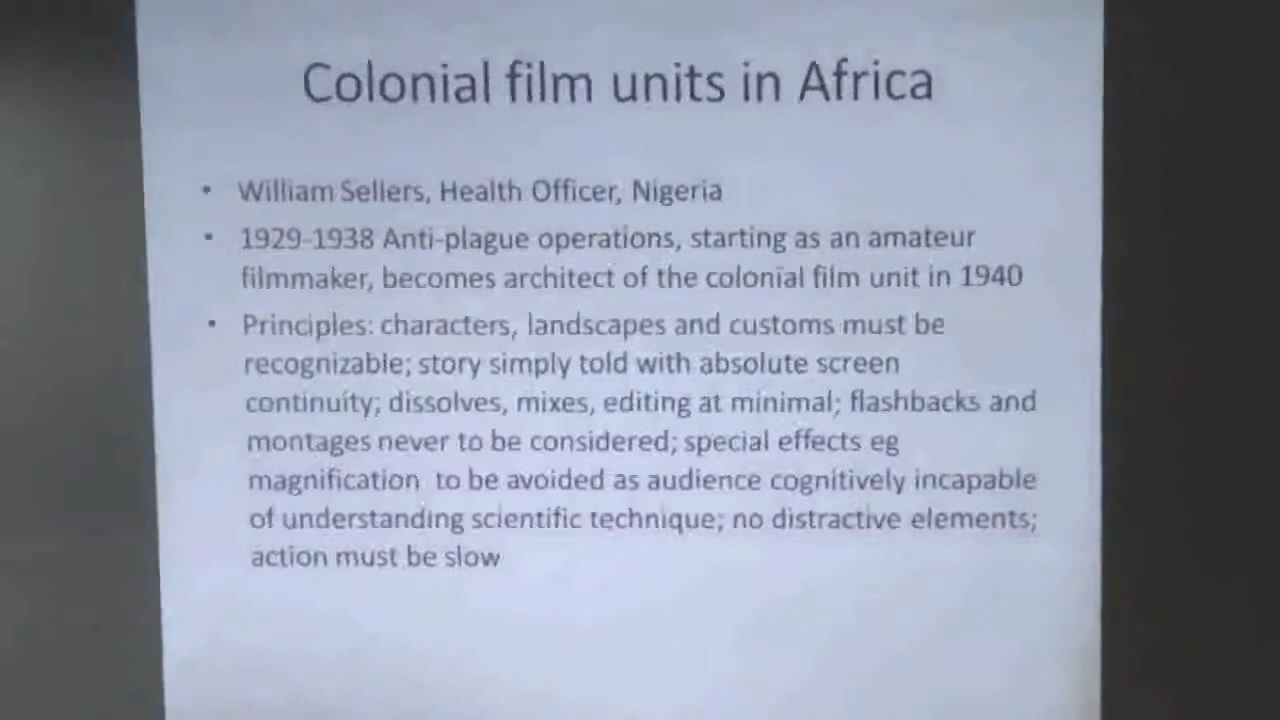 Colonial film units in Africa
• William Sellers, Health Officer, Nigeria
• 1929-1938 Anti-plague operations, starting as an amateur
filmmaker, becomes architect of the colonial film unit in 1940
• Principles: characters, landscapes and customs must be
recognizable; story simply told with absolute screen
continuity; dissolves, mixes, editing at minimal; flashbacks and
montages never to be considered; special effects eg
magnification to be avoided as audience cognitively incapable
of understanding scientific technique; no distractive elements;
action must be slow